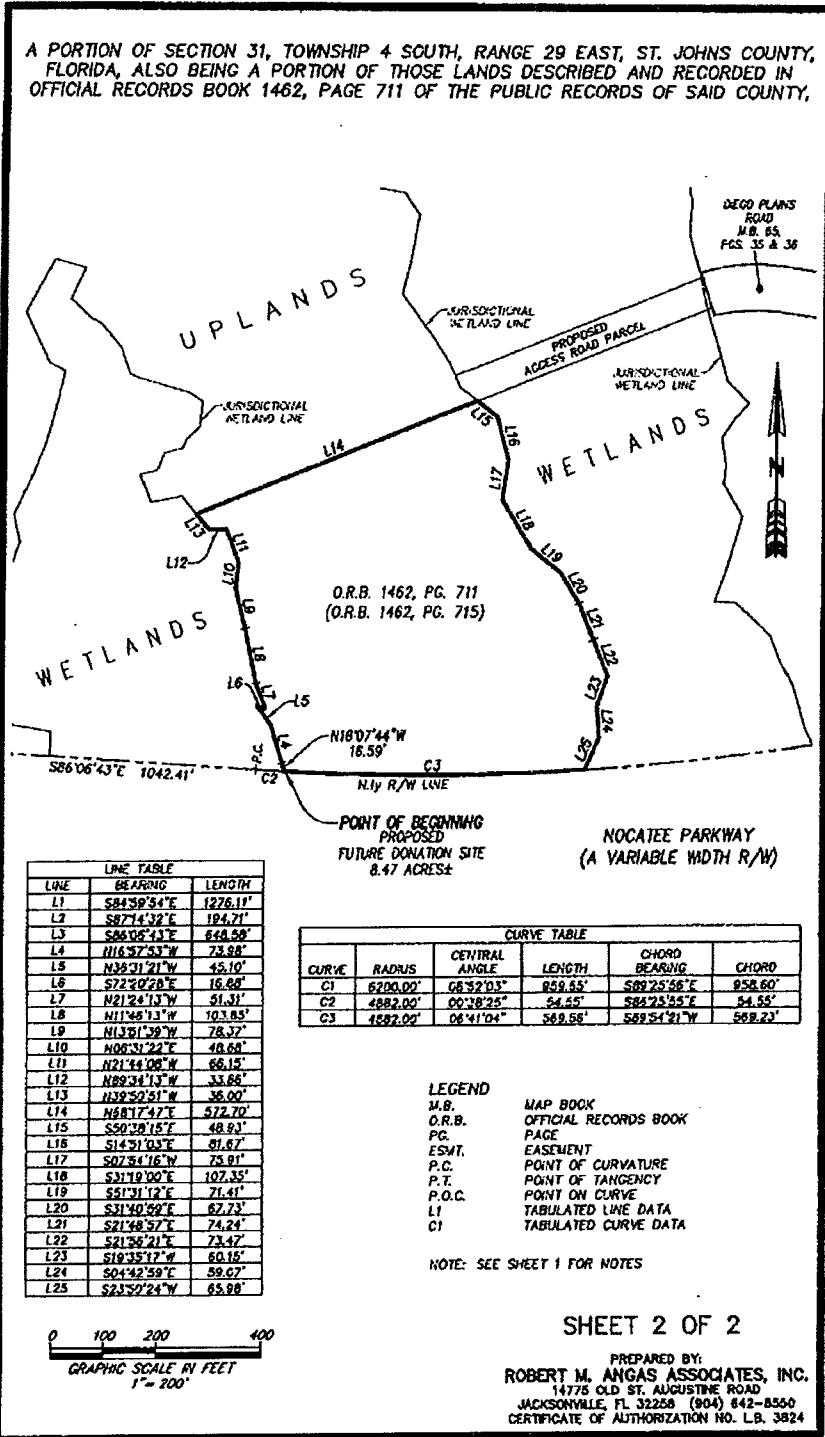 A PORTION OF SECTION 31, TOWNSHIP 4 SOUTH, RANGE 29 EAST, ST. JOHNS COUNTY,
FLORIDA, ALSO BEING A PORTION OF THOSE LANDS DESCRIBED AND RECORDED IN
OFFICIAL RECORDS BOOK 1462, PAGE 711 OF THE PUBLIC RECORDS OF SAID COUNTY,
DEGO PLAINS
ROAD
M.B. 65,
PGS. 35 & 36
UPLANDS
JURISDICTIONAL
WETLAND LINE
PROPOSED
ACCESS ROAD PARCEL
JURISDICTIONAL
WETLAND LINE
JURISDICTIONAL
WETLAND LINE
L15
L14
L16
WETLANDS
N
L17
L13
L18
L11
L12
L19
L10
O.R.B. 1462, PG. 711
(O.R.B. 1462, PG. 715)
L20
L9
L21
WETLANDS
L8
L22
L6
L7
L5
L23
L4
N16°07'44"W
16.59'
L24
P.C.
L25
S86°06'43"E 1042.41'
C2
C3
N.ly R/W LINE
POINT OF BEGINNING
PROPOSED
FUTURE DONATION SITE
8.47 ACRES±
NOCATEE PARKWAY
(A VARIABLE WIDTH R/W)
LINE TABLE
LINE BEARING LENGTH
L1 S84°59'54"E 1276.11'
L2 S87°14'32"E 194.71'
L3 S86°06'43"E 648.58'
L4 N16°57'53"W 73.98'
L5 N36°31'21"W 45.10'
L6 S72°20'28"E 16.88'
L7 N21°24'13"W 51.31'
L8 N11°46'13"W 103.85'
L9 N13°51'39"W 78.37'
L10 N06°31'22"E 48.68'
L11 N21°44'06"W 66.15'
L12 N89°34'13"W 33.86'
L13 N39°50'51"W 36.00'
L14 N68°17'47"E 572.70'
L15 S50°38'15"E 48.93'
L16 S14°51'03"E 81.67'
L17 S07°54'16"W 75.91'
L18 S31°19'00"E 107.35'
L19 S51°31'12"E 71.41'
L20 S31°40'59"E 67.73'
L21 S21°48'57"E 74.24'
L22 S21°56'21"E 73.47'
L23 S19°35'17"W 60.15'
L24 S04°42'59"E 59.07'
L25 S23°50'24"W 65.98'
CURVE TABLE
CURVE RADIUS CENTRAL ANGLE LENGTH CHORD BEARING CHORD
C1 6200.00' 959.55' S89°25'56"E 958.60'
C2 4882.00' 00°38'25" 54.55' 54.55'
C3 4882.00' 06°41'04" 569.56' S89°54'21"W 569.23'
LEGEND
M.B. MAP BOOK
O.R.B. OFFICIAL RECORDS BOOK
PG. PAGE
ESMT. EASEMENT
P.C. POINT OF CURVATURE
P.T. POINT OF TANGENCY
P.O.C. POINT ON CURVE
L1 TABULATED LINE DATA
C1 TABULATED CURVE DATA
NOTE: SEE SHEET 1 FOR NOTES
0 100 200 400
GRAPHIC SCALE IN FEET
1"= 200'
SHEET 2 OF 2
PREPARED BY:
ROBERT M. ANGAS ASSOCIATES, INC.
14775 OLD ST. AUGUSTINE ROAD
JACKSONVILLE, FL 32258 (904) 642-8550
CERTIFICATE OF AUTHORIZATION NO. L.B. 3624